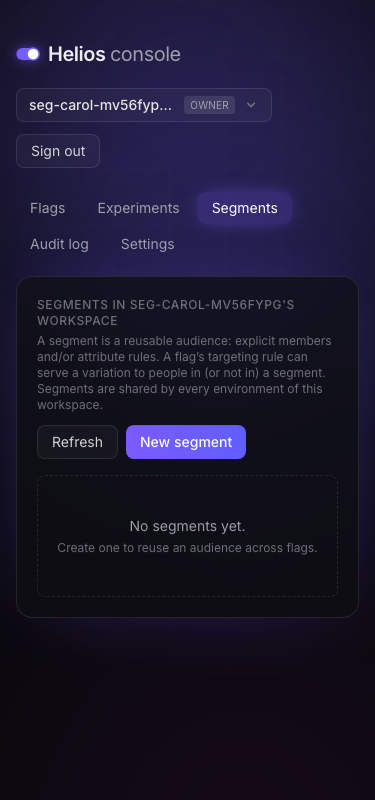 Helios console
seg-carol-mv56fyp... OWNER
Sign out
Flags Experiments Segments
Audit log Settings
SEGMENTS IN SEG-CAROL-MV56FYPG'S
WORKSPACE
A segment is a reusable audience: explicit members
and/or attribute rules. A flag’s targeting rule can
serve a variation to people in (or not in) a segment.
Segments are shared by every environment of this
workspace.
Refresh New segment
No segments yet.
Create one to reuse an audience across flags.